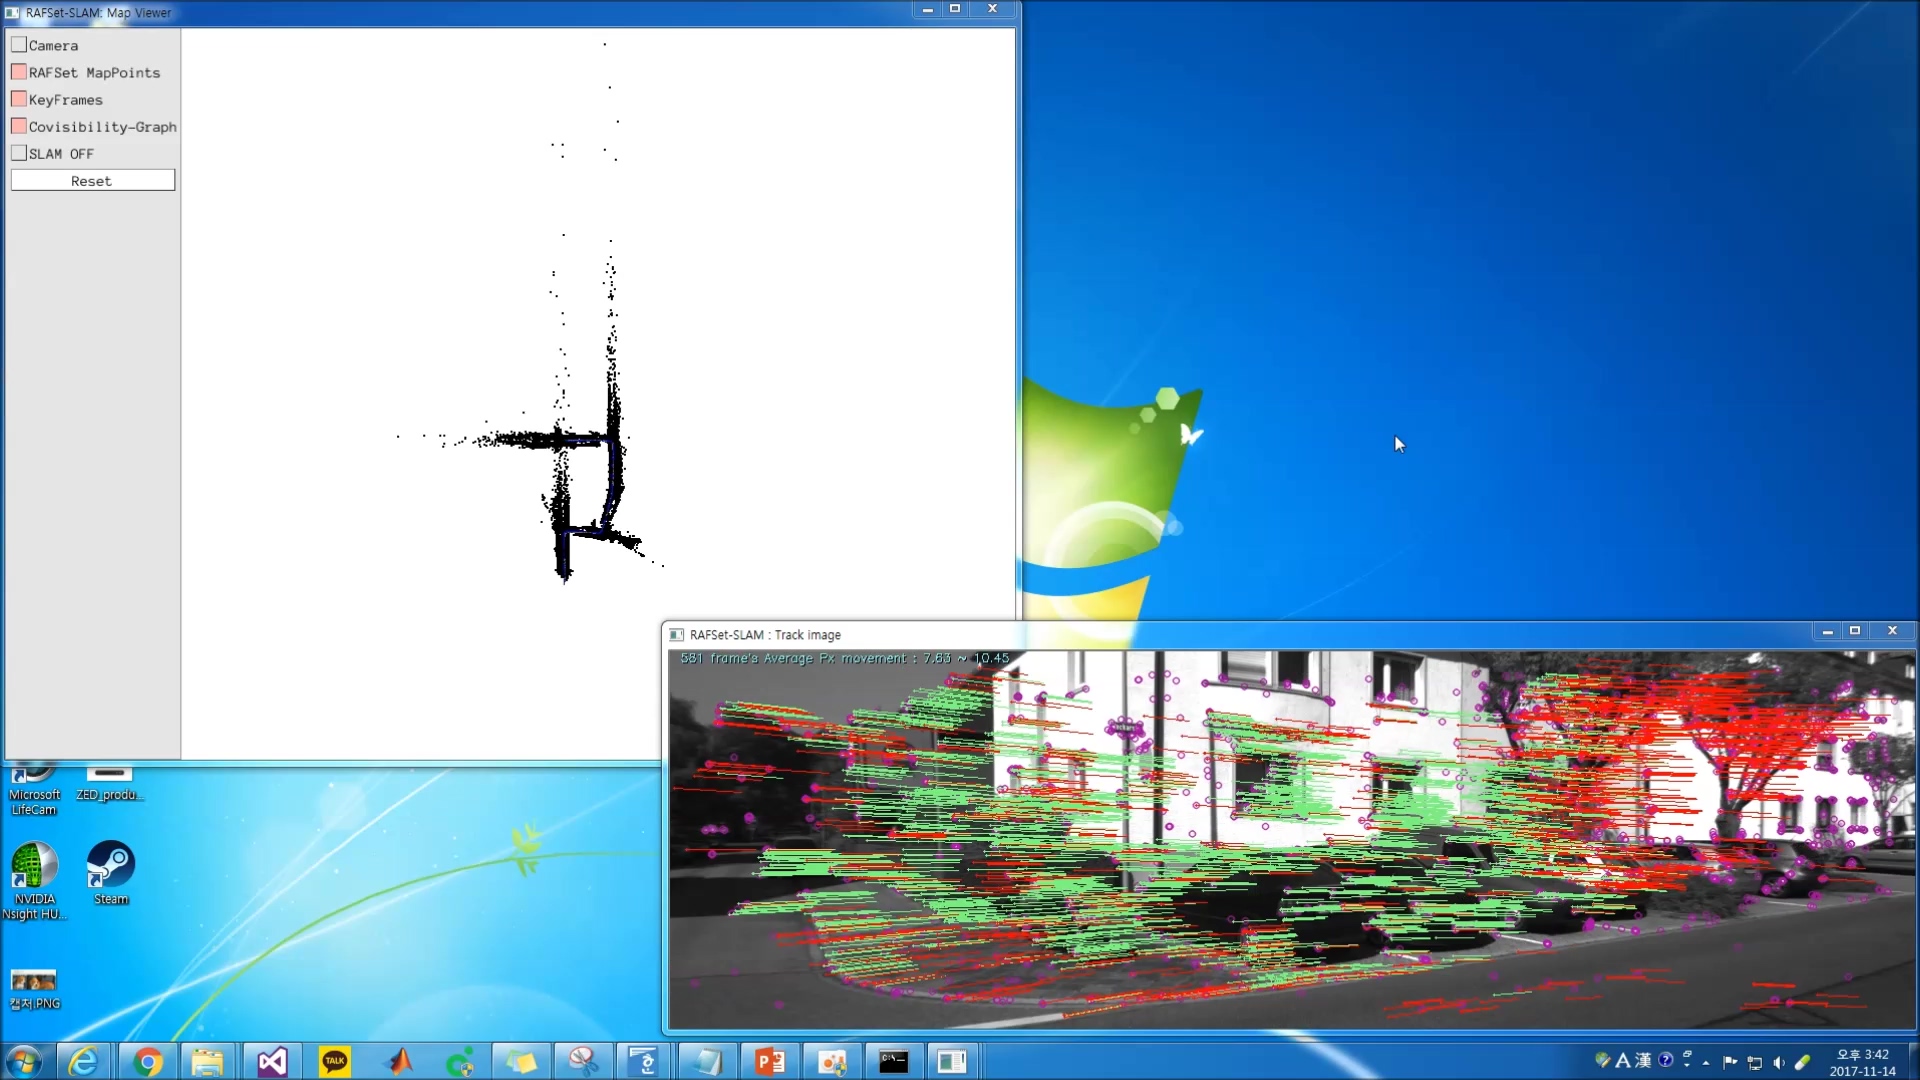 RAFSet-SLAM: Map Viewer
Camera
RAFSet MapPoints
KeyFrames
Covisibility-Graph
SLAM OFF
Reset
RAFSet-SLAM : Track image
581 frame's Average Px movement : 7.63 ~ 10.45
Microsoft
LifeCam
ZED_produ...
NVIDIA
Nsight HU...
Steam
캡처.PNG
TALK
C:\_
A 漢
오후 3:42
2017-11-14